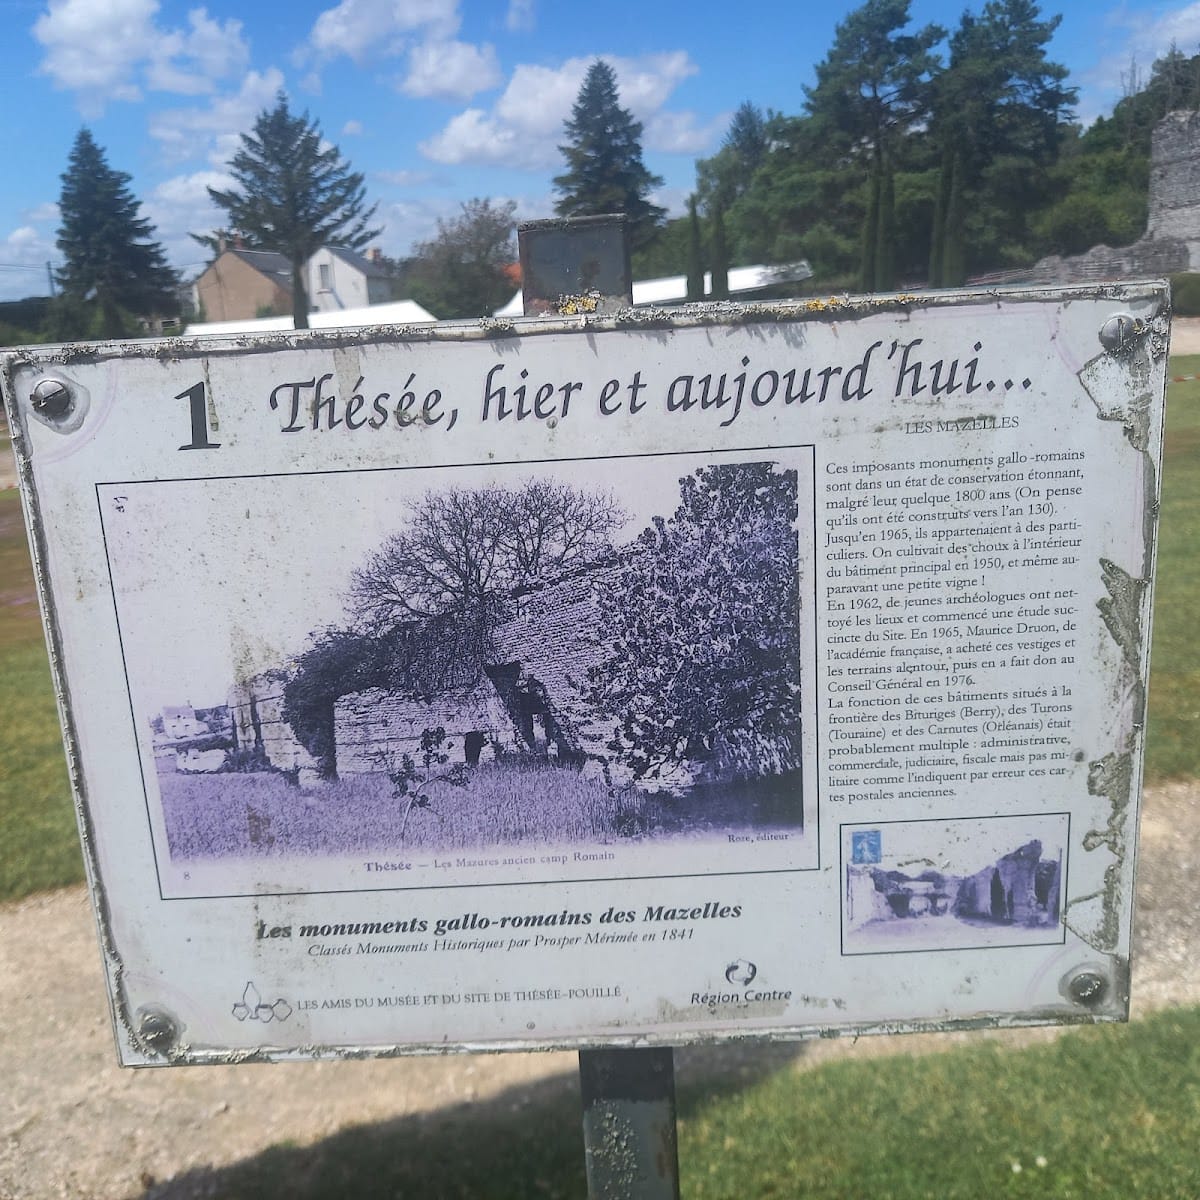 1 Thésée, hier et aujourd'hui...
LES MAZELLES
Ces imposants monuments gallo-romains
sont dans un état de conservation étonnant,
malgré leur quelque 1800 ans (On pense
qu'ils ont été construits vers l'an 130).
Jusqu'en 1965, ils appartenaient à des parti-
culiers. On cultivait des choux à l'intérieur
du bâtiment principal en 1950, et même au-
paravant une petite vigne !
En 1962, de jeunes archéologues ont net-
toyé les lieux et commencé une étude suc-
cincte du Site. En 1965, Maurice Druon, de
l'académie française, a acheté ces vestiges et
les terrains alentour, puis en a fait don au
Conseil Général en 1976.
La fonction de ces bâtiments situés à la
frontière des Bituriges (Berry), des Turons
(Touraine) et des Carnutes (Orléanais) était
probablement multiple : administrative,
commerciale, judiciaire, fiscale mais pas mi-
litaire comme l'indiquent par erreur ces car-
tes postales anciennes.
Roze, éditeur
8 Thésée — Les Mazures ancien camp Romain
Les monuments gallo-romains des Mazelles
Classés Monuments Historiques par Prosper Mérimée en 1841
LES AMIS DU MUSÉE ET DU SITE DE THÉSÉE-POUILLÉ
Région Centre